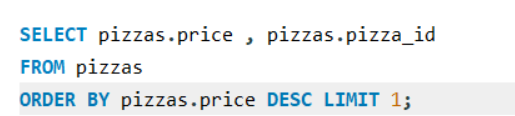 SELECT pizzas.price , pizzas.pizza_id
FROM pizzas
ORDER BY pizzas.price DESC LIMIT 1;